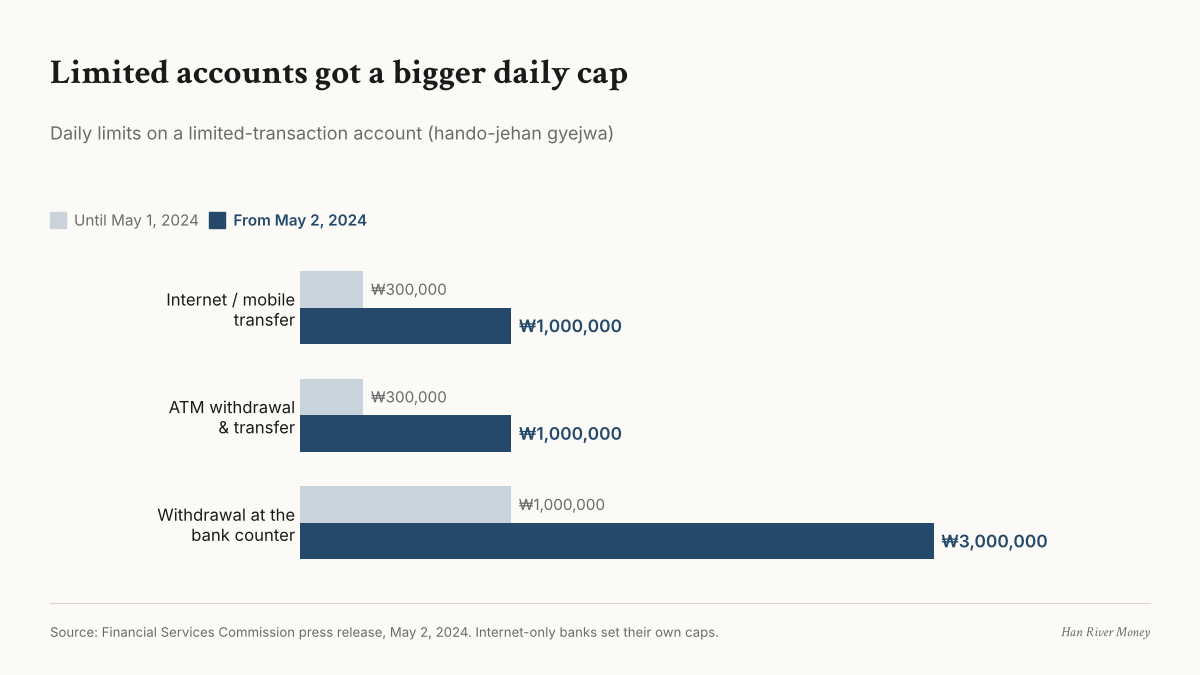 Limited accounts got a bigger daily cap
Daily limits on a limited-transaction account (hando-jehan gyejwa)
Until May 1, 2024
From May 2, 2024
Internet / mobile
transfer
₩300,000
₩1,000,000
ATM withdrawal
& transfer
₩300,000
₩1,000,000
Withdrawal at the
bank counter
₩1,000,000
₩3,000,000
Source: Financial Services Commission press release, May 2, 2024. Internet-only banks set their own caps.
Han River Money